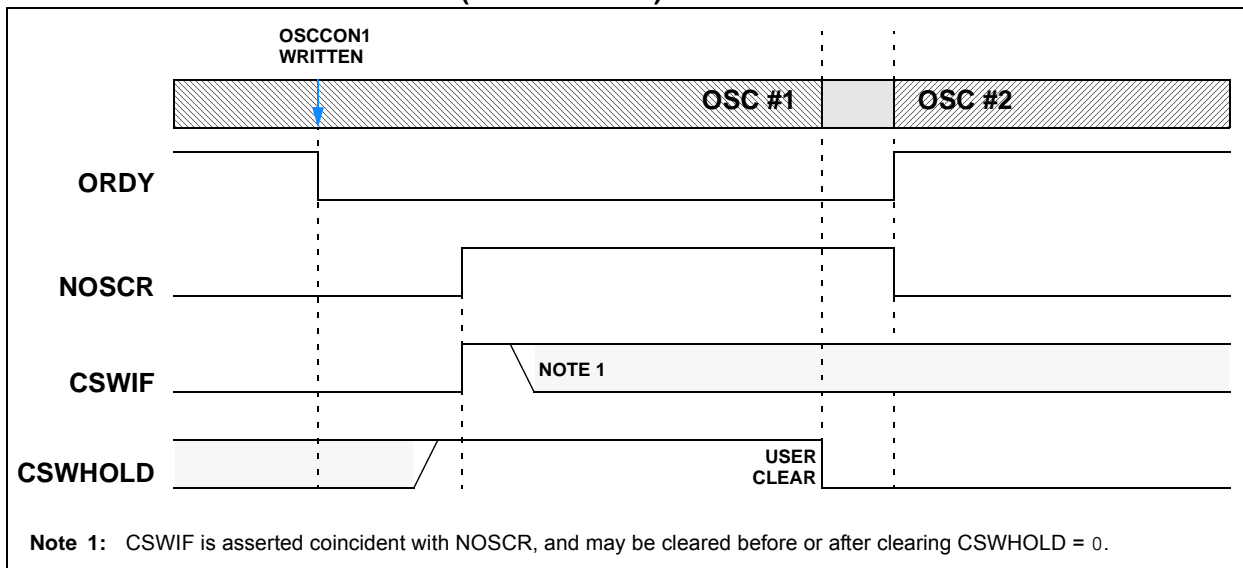 OSCCON1
WRITTEN
OSC #1
OSC #2
ORDY
NOSCR
CSWIF
NOTE 1
CSWHOLD
USER
CLEAR
Note 1: CSWIF is asserted coincident with NOSCR, and may be cleared before or after clearing CSWHOLD = 0.